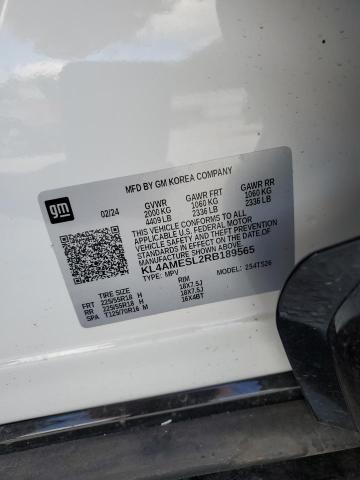 MFD BY GM KOREA COMPANY
gm
02/24 GVWR GAWR FRT GAWR RR
2000 KG 1060 KG 1060 KG
4409 LB 2336 LB 2336 LB
THIS VEHICLE CONFORMS TO ALL
APPLICABLE U.S. FEDERAL MOTOR
VEHICLE SAFETY AND THEFT PREVENTION
STANDARDS IN EFFECT ON THE DATE OF
MANUFACTURE SHOWN ABOVE.
KL4AMESL2RB189565
TYPE: MPV MODEL: 2S4TS26
TIRE SIZE RIM
FRT 225/55R18 H 18X7.5J
RR 225/55R18 H 18X7.5J
SPA T125/70R16 M 16X4BT